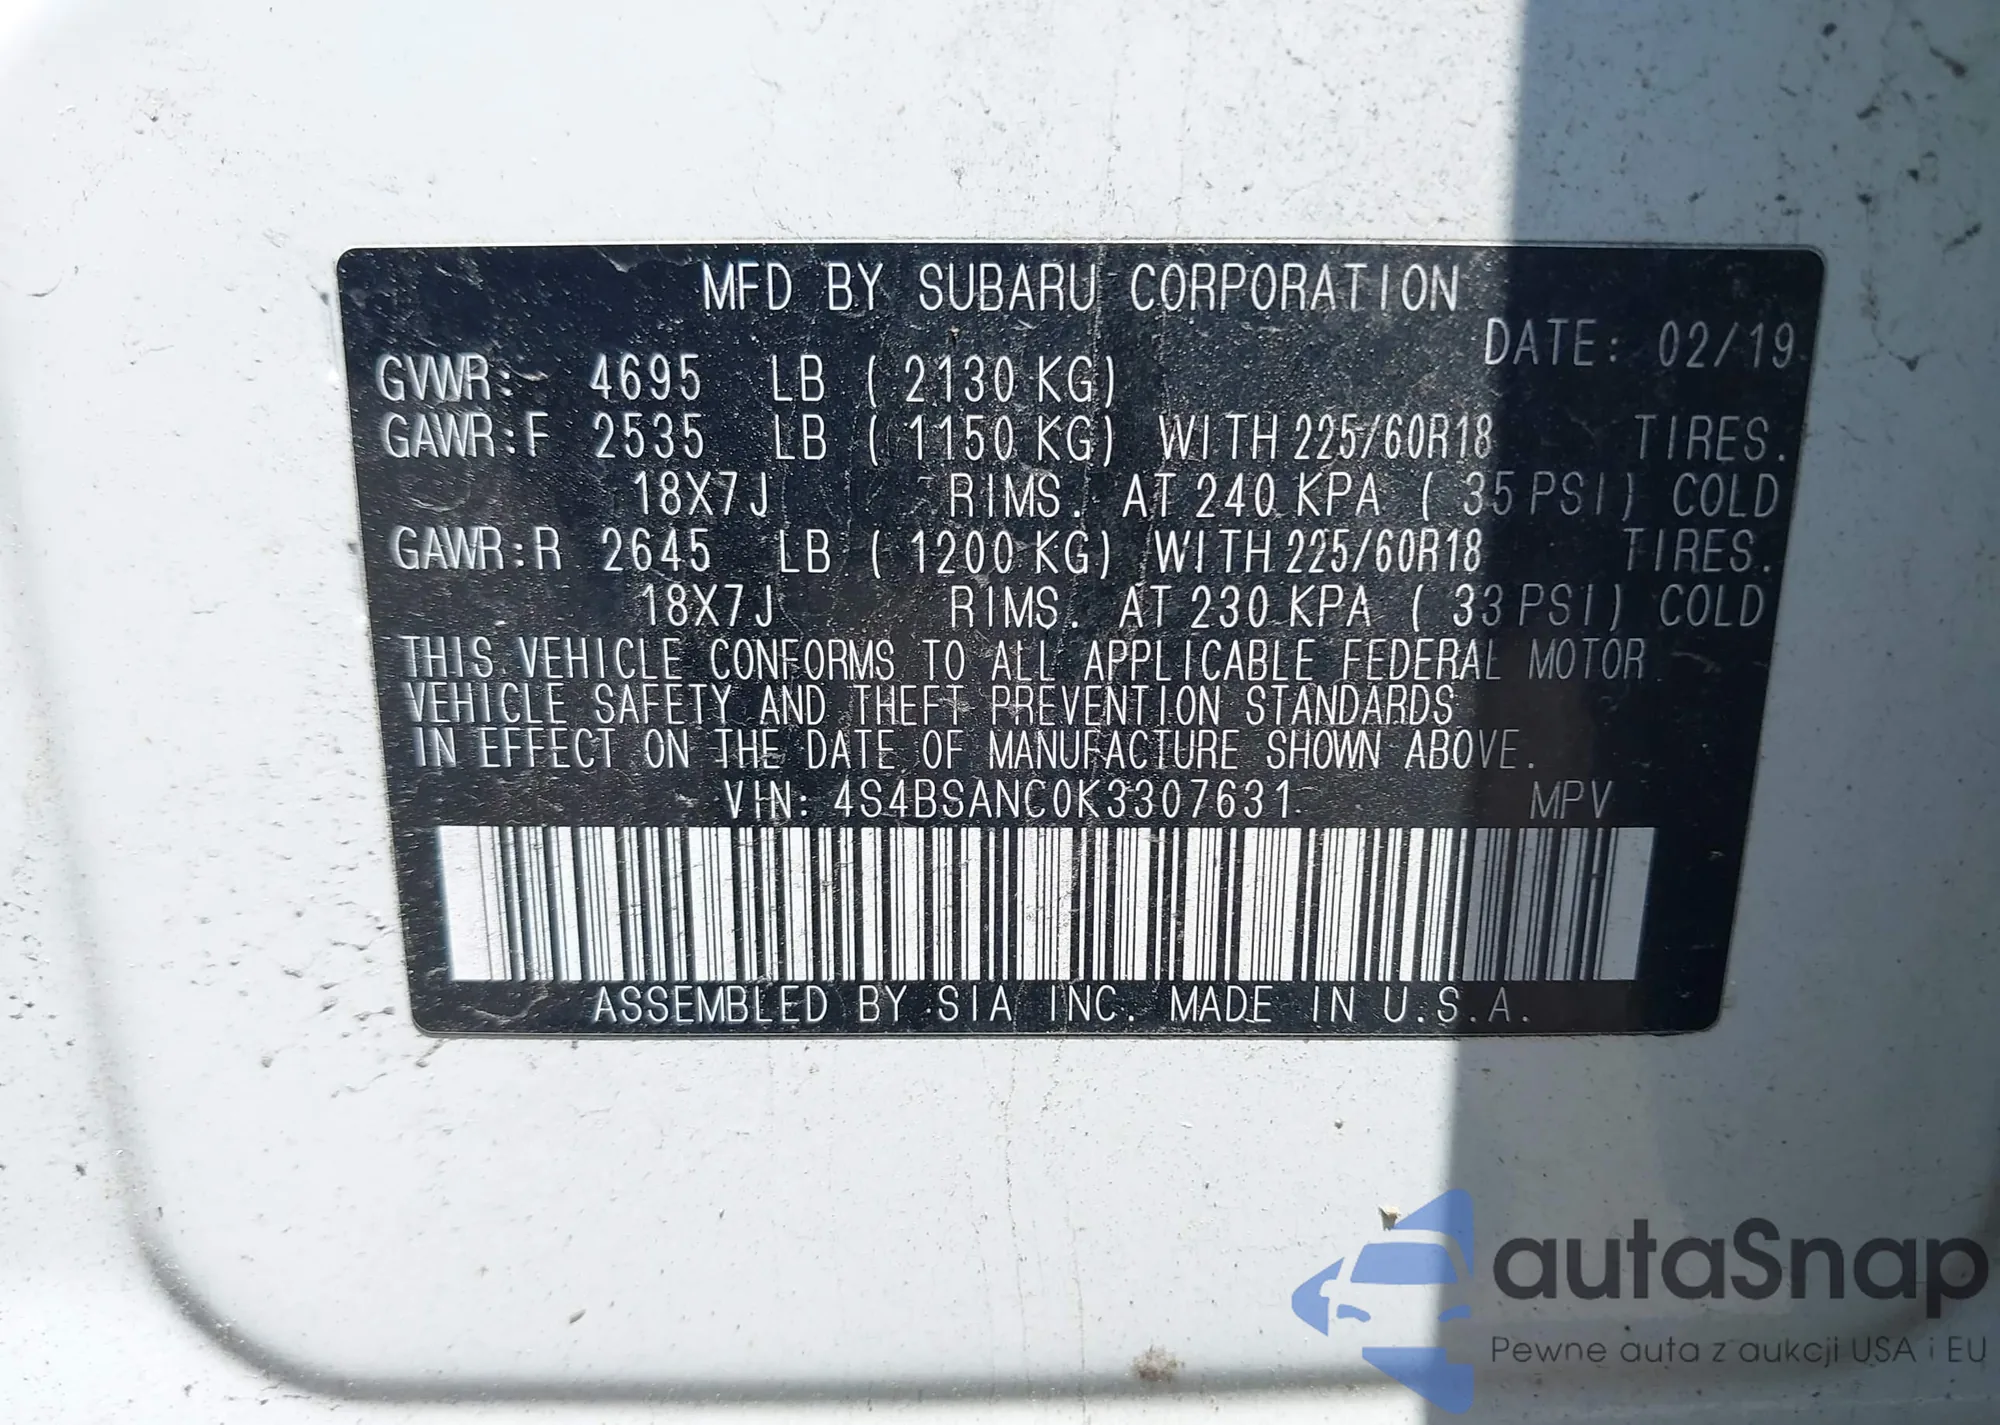 MFD BY SUBARU CORPORATION
DATE: 02/19
GVWR: 4695 LB ( 2130 KG)
GAWR:F 2535 LB ( 1150 KG) WITH 225/60R18 TIRES.
18X7J RIMS. AT 240 KPA ( 35 PSI) COLD
GAWR:R 2645 LB ( 1200 KG) WITH 225/60R18 TIRES.
18X7J RIMS. AT 230 KPA ( 33 PSI) COLD
THIS VEHICLE CONFORMS TO ALL APPLICABLE FEDERAL MOTOR
VEHICLE SAFETY AND THEFT PREVENTION STANDARDS
IN EFFECT ON THE DATE OF MANUFACTURE SHOWN ABOVE.
VIN: 4S4BSANC0K3307631 MPV
ASSEMBLED BY SIA INC. MADE IN U.S.A.
autaSnap
Pewne auta z aukcji USA i EU